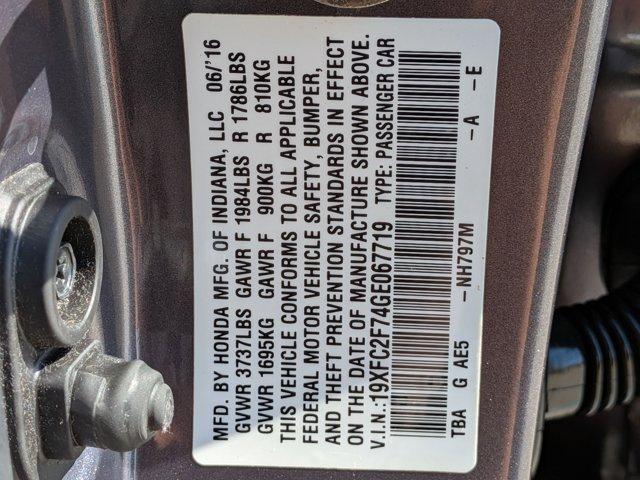 MFD. BY HONDA MFG. OF INDIANA, LLC 06/'16
GVWR 3737LBS GAWR F 1984LBS R 1786LBS
GVWR 1695KG GAWR F 900KG R 810KG
THIS VEHICLE CONFORMS TO ALL APPLICABLE
FEDERAL MOTOR VEHICLE SAFETY, BUMPER,
AND THEFT PREVENTION STANDARDS IN EFFECT
ON THE DATE OF MANUFACTURE SHOWN ABOVE.
V.I.N.:19XFC2F74GE067719 TYPE: PASSENGER CAR
TBA G AE5 -NH797M -A -E